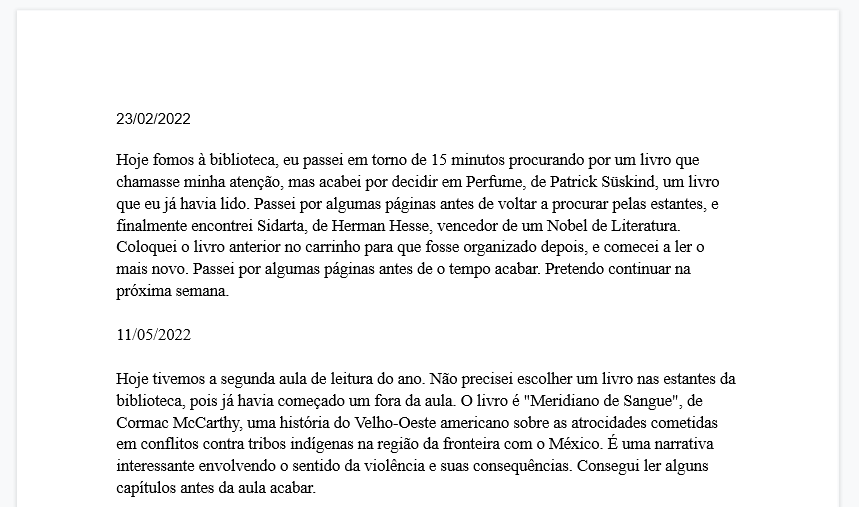 23/02/2022
Hoje fomos à biblioteca, eu passei em torno de 15 minutos procurando por um livro que
chamasse minha atenção, mas acabei por decidir em Perfume, de Patrick Süskind, um livro
que eu já havia lido. Passei por algumas páginas antes de voltar a procurar pelas estantes, e
finalmente encontrei Sidarta, de Herman Hesse, vencedor de um Nobel de Literatura.
Coloquei o livro anterior no carrinho para que fosse organizado depois, e comecei a ler o
mais novo. Passei por algumas páginas antes de o tempo acabar. Pretendo continuar na
próxima semana.
11/05/2022
Hoje tivemos a segunda aula de leitura do ano. Não precisei escolher um livro nas estantes da
biblioteca, pois já havia começado um fora da aula. O livro é "Meridiano de Sangue", de
Cormac McCarthy, uma história do Velho-Oeste americano sobre as atrocidades cometidas
em conflitos contra tribos indígenas na região da fronteira com o México. É uma narrativa
interessante envolvendo o sentido da violência e suas consequências. Consegui ler alguns
capítulos antes da aula acabar.